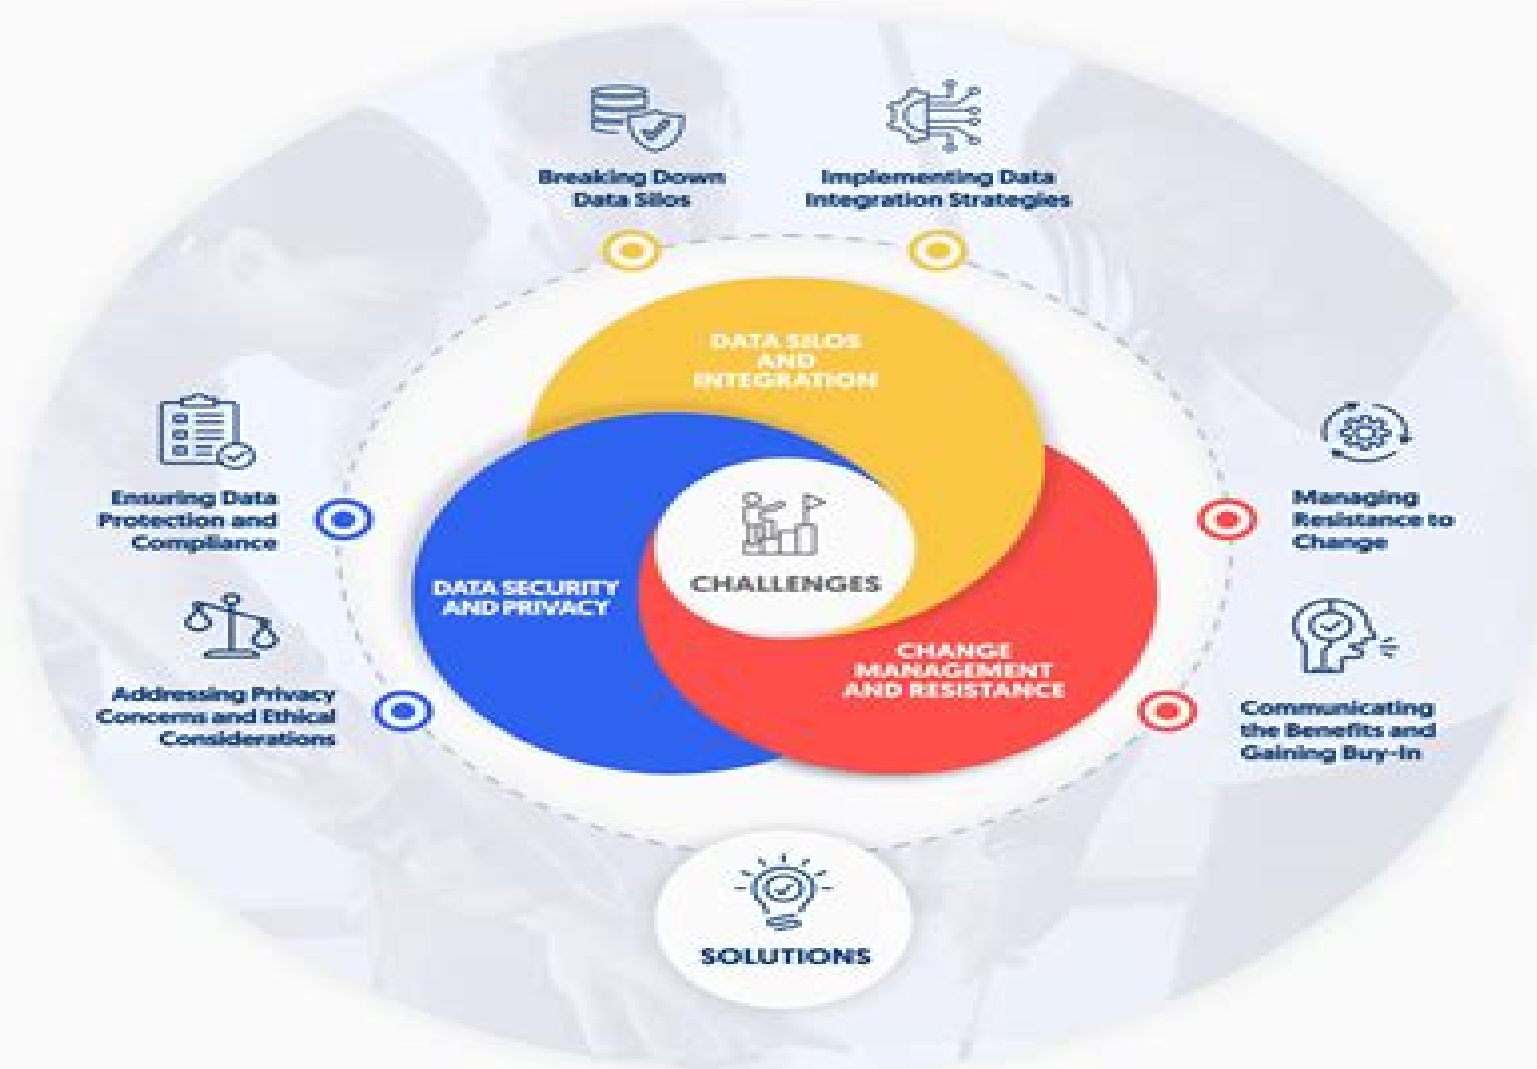 Breaking Down
Data Silos
Implementing Data
Integration Strategies
DATA SILOS
AND
INTEGRATION
Ensuring Data
Protection and
Compliance
Managing
Resistance to
Change
CHALLENGES
DATA SECURITY
AND PRIVACY
CHANGE
MANAGEMENT
AND RESISTANCE
Addressing Privacy
Concerns and Ethical
Considerations
Communicating
the Benefits and
Gaining Buy-In
SOLUTIONS